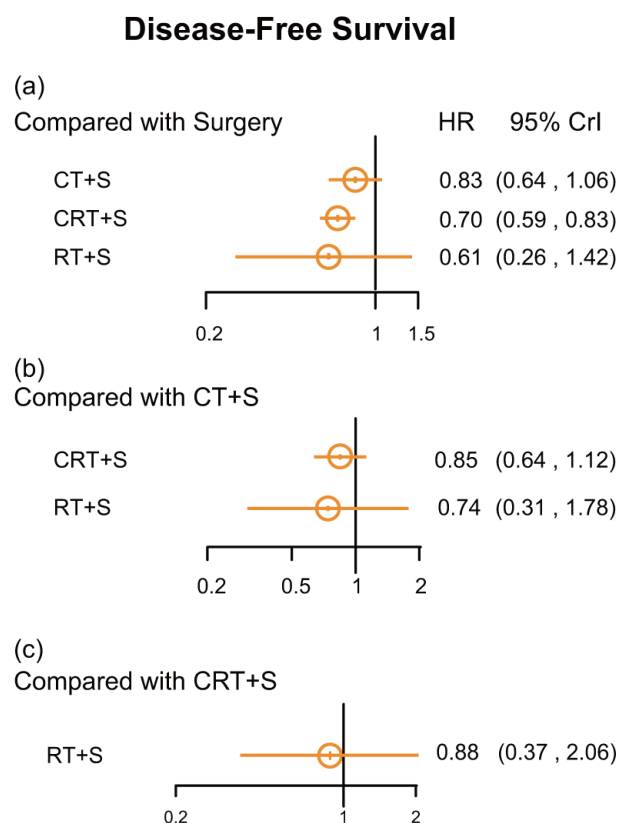 Disease-Free Survival
(a)
Compared with Surgery HR 95% CrI
CT+S 0.83 (0.64 , 1.06)
CRT+S 0.70 (0.59 , 0.83)
RT+S 0.61 (0.26 , 1.42)
0.2 1 1.5
(b)
Compared with CT+S
CRT+S 0.85 (0.64 , 1.12)
RT+S 0.74 (0.31 , 1.78)
0.2 0.5 1 2
(c)
Compared with CRT+S
RT+S 0.88 (0.37 , 2.06)
0.2 1 2